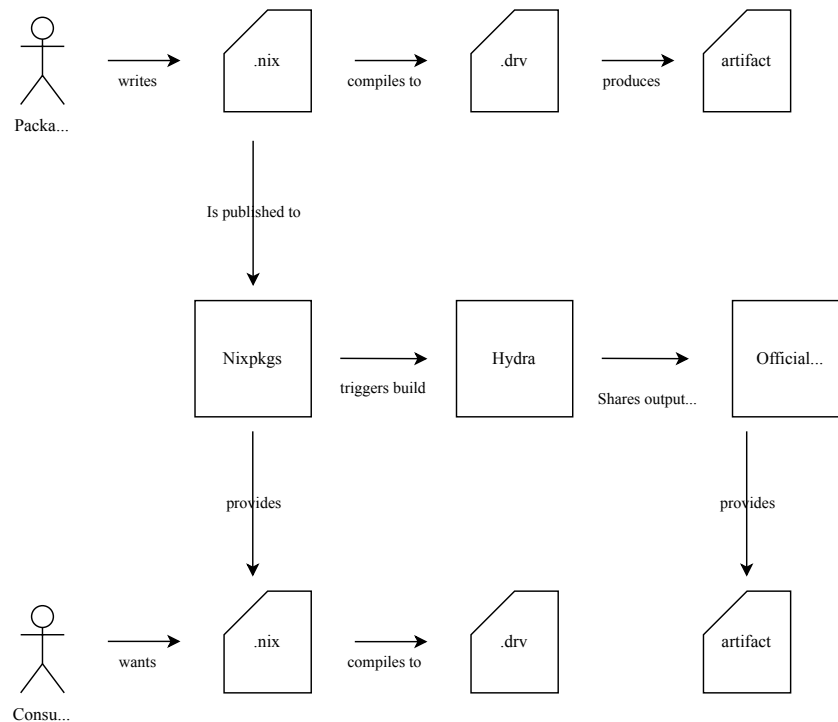 .nix
.drv
artifact
writes
compiles to
produces
Packa...
Is published to
Nixpkgs
Hydra
Official...
triggers build
Shares output...
provides
provides
.nix
.drv
artifact
wants
compiles to
Consu...